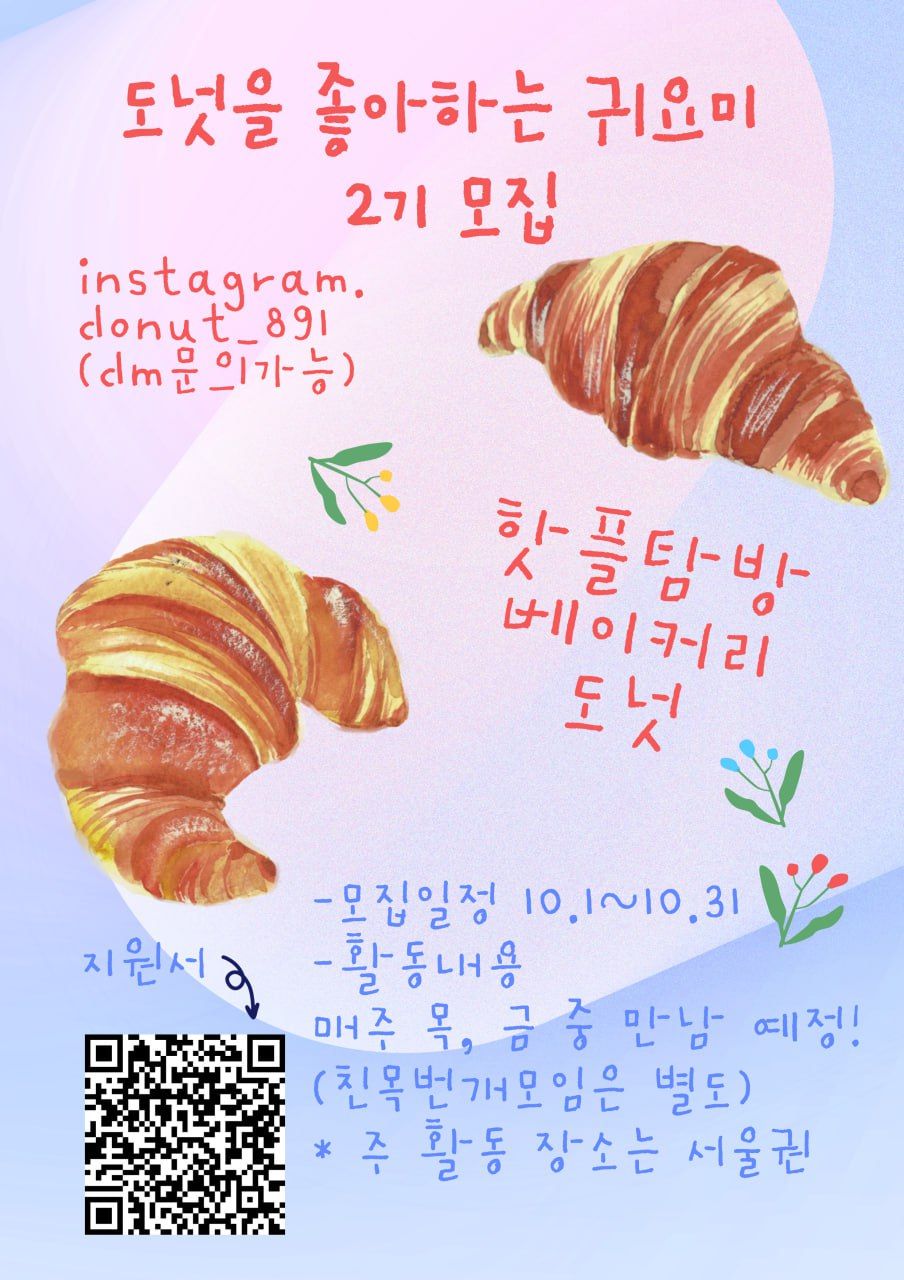 도넛을 좋아하는 귀요미
2기 모집
instagram.
donut_891
(dm문의가능)
핫플탐방
베이커리
도넛
-모집일정 10.1~10.31
-활동내용
매주 목, 금 중 만남 예정!
(친목번개모임은 별도)
* 주 활동 장소는 서울권
지원서